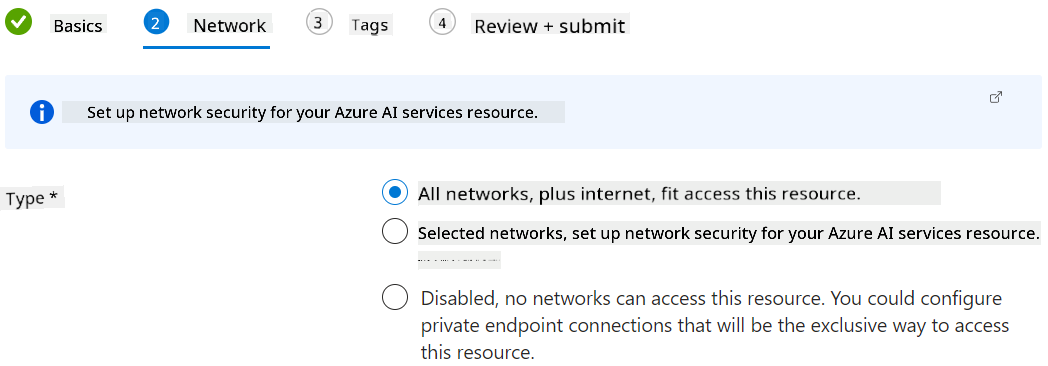 Basics 2 Network 3 Tags 4 Review + submit
Set up network security for your Azure AI services resource.
Type *
All networks, plus internet, fit access this resource.
Selected networks, set up network security for your Azure AI services resource.
Disabled, no networks can access this resource. You could configure
private endpoint connections that will be the exclusive way to access
this resource.